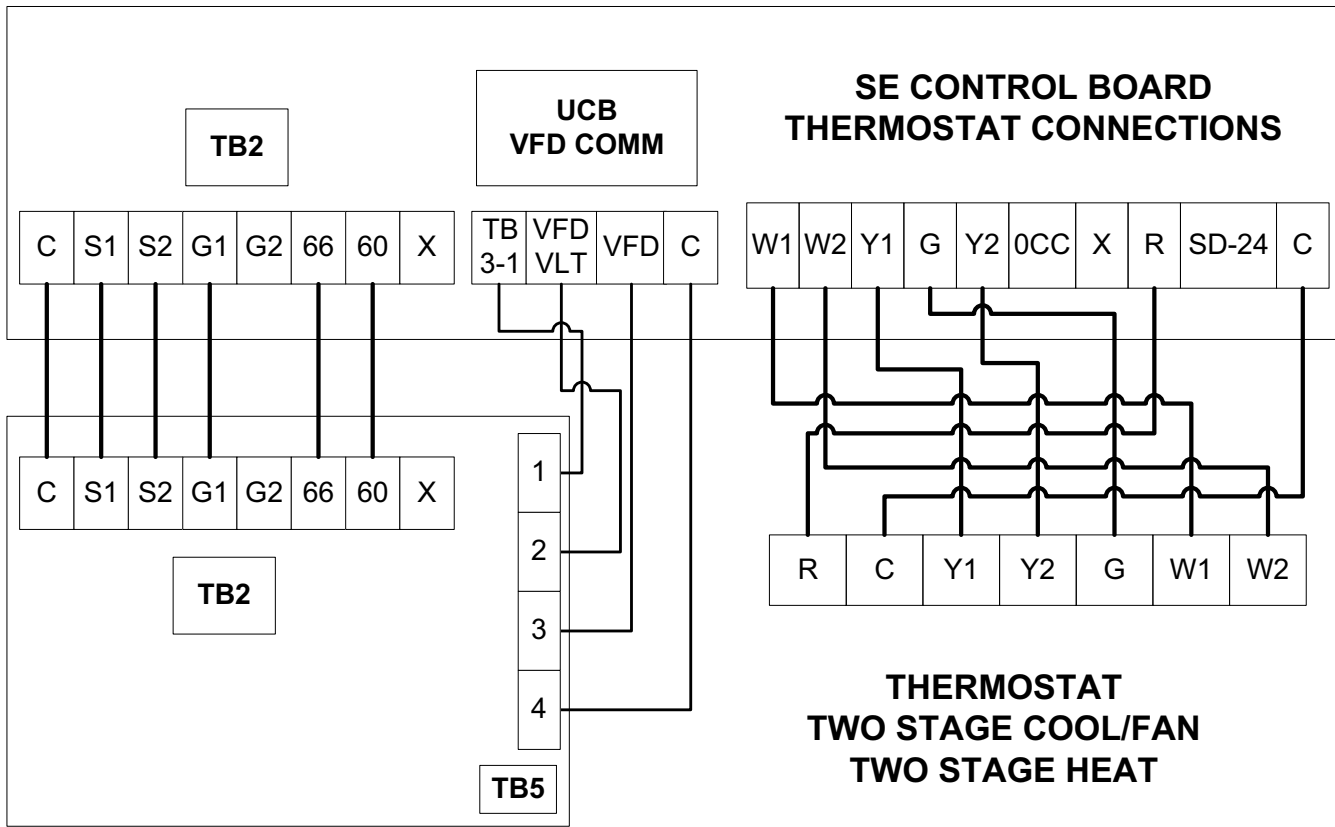 SE CONTROL BOARD
THERMOSTAT CONNECTIONS
UCB
VFD COMM
TB2
C S1 S2 G1 G2 66 60 X
TB
3-1
VFD
VLT
VFD
C
W1 W2 Y1 G Y2 0CC X R SD-24 C
C S1 S2 G1 G2 66 60 X
TB2
1
2
3
4
TB5
R C Y1 Y2 G W1 W2
THERMOSTAT
TWO STAGE COOL/FAN
TWO STAGE HEAT